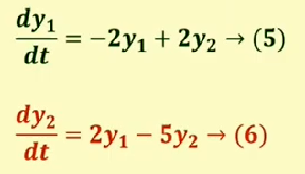 dy₁/dt = −2y₁ + 2y₂ → (5)
dy₂/dt = 2y₁ − 5y₂ → (6)